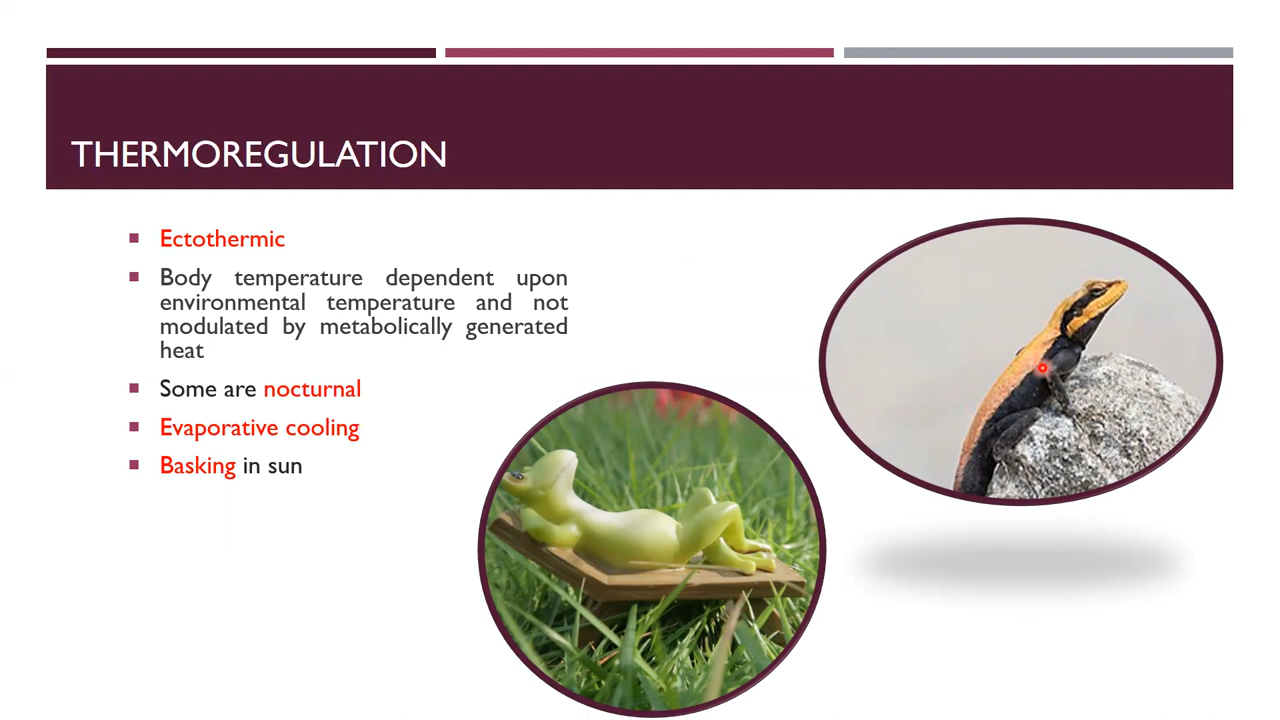 THERMOREGULATION
Ectothermic
Body temperature dependent upon
environmental temperature and not
modulated by metabolically generated
heat
Some are nocturnal
Evaporative cooling
Basking in sun